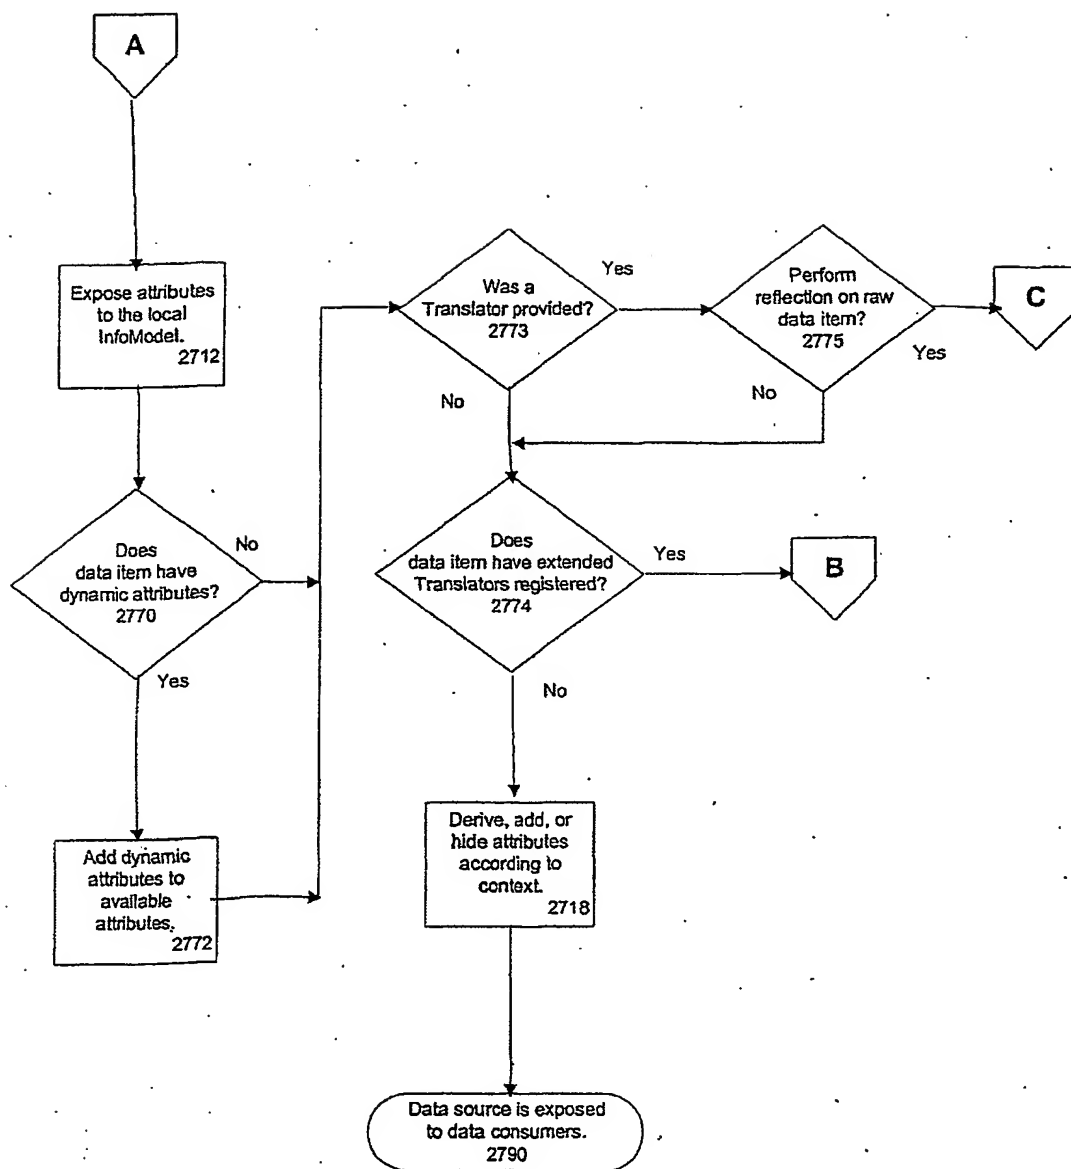 A
Expose attributes
to the local
InfoModel.
2712
Does
data item have
dynamic attributes?
2770
No
Yes
Add dynamic
attributes to
available
attributes.
2772
Was a
Translator provided?
2773
Yes
No
Perform
reflection on raw
data item?
2775
Yes
No
C
Does
data item have extended
Translators registered?
2774
Yes
B
No
Derive, add, or
hide attributes
according to
context.
2718
Data source is exposed
to data consumers.
2790